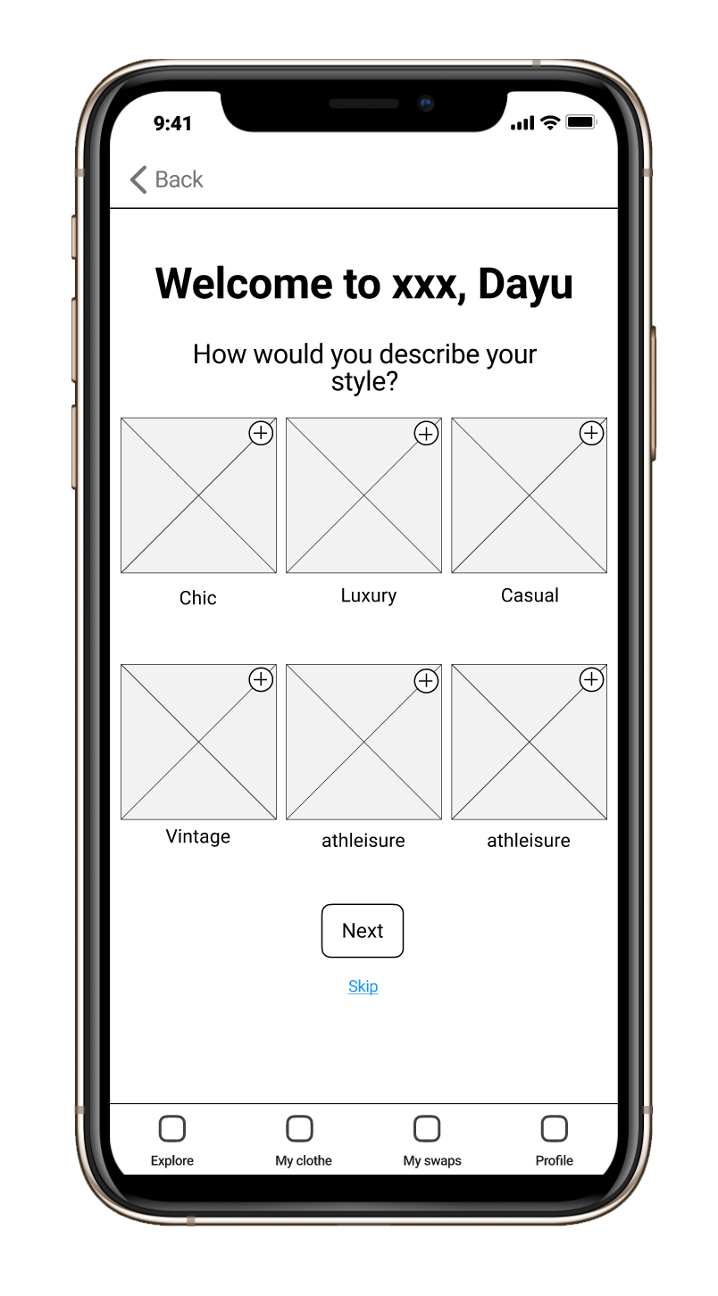 9:41
Back
Welcome to xxx, Dayu
How would you describe your
style?
Chic
Luxury
Casual
Vintage
athleisure
athleisure
Next
Skip
Explore
My clothe
My swaps
Profile